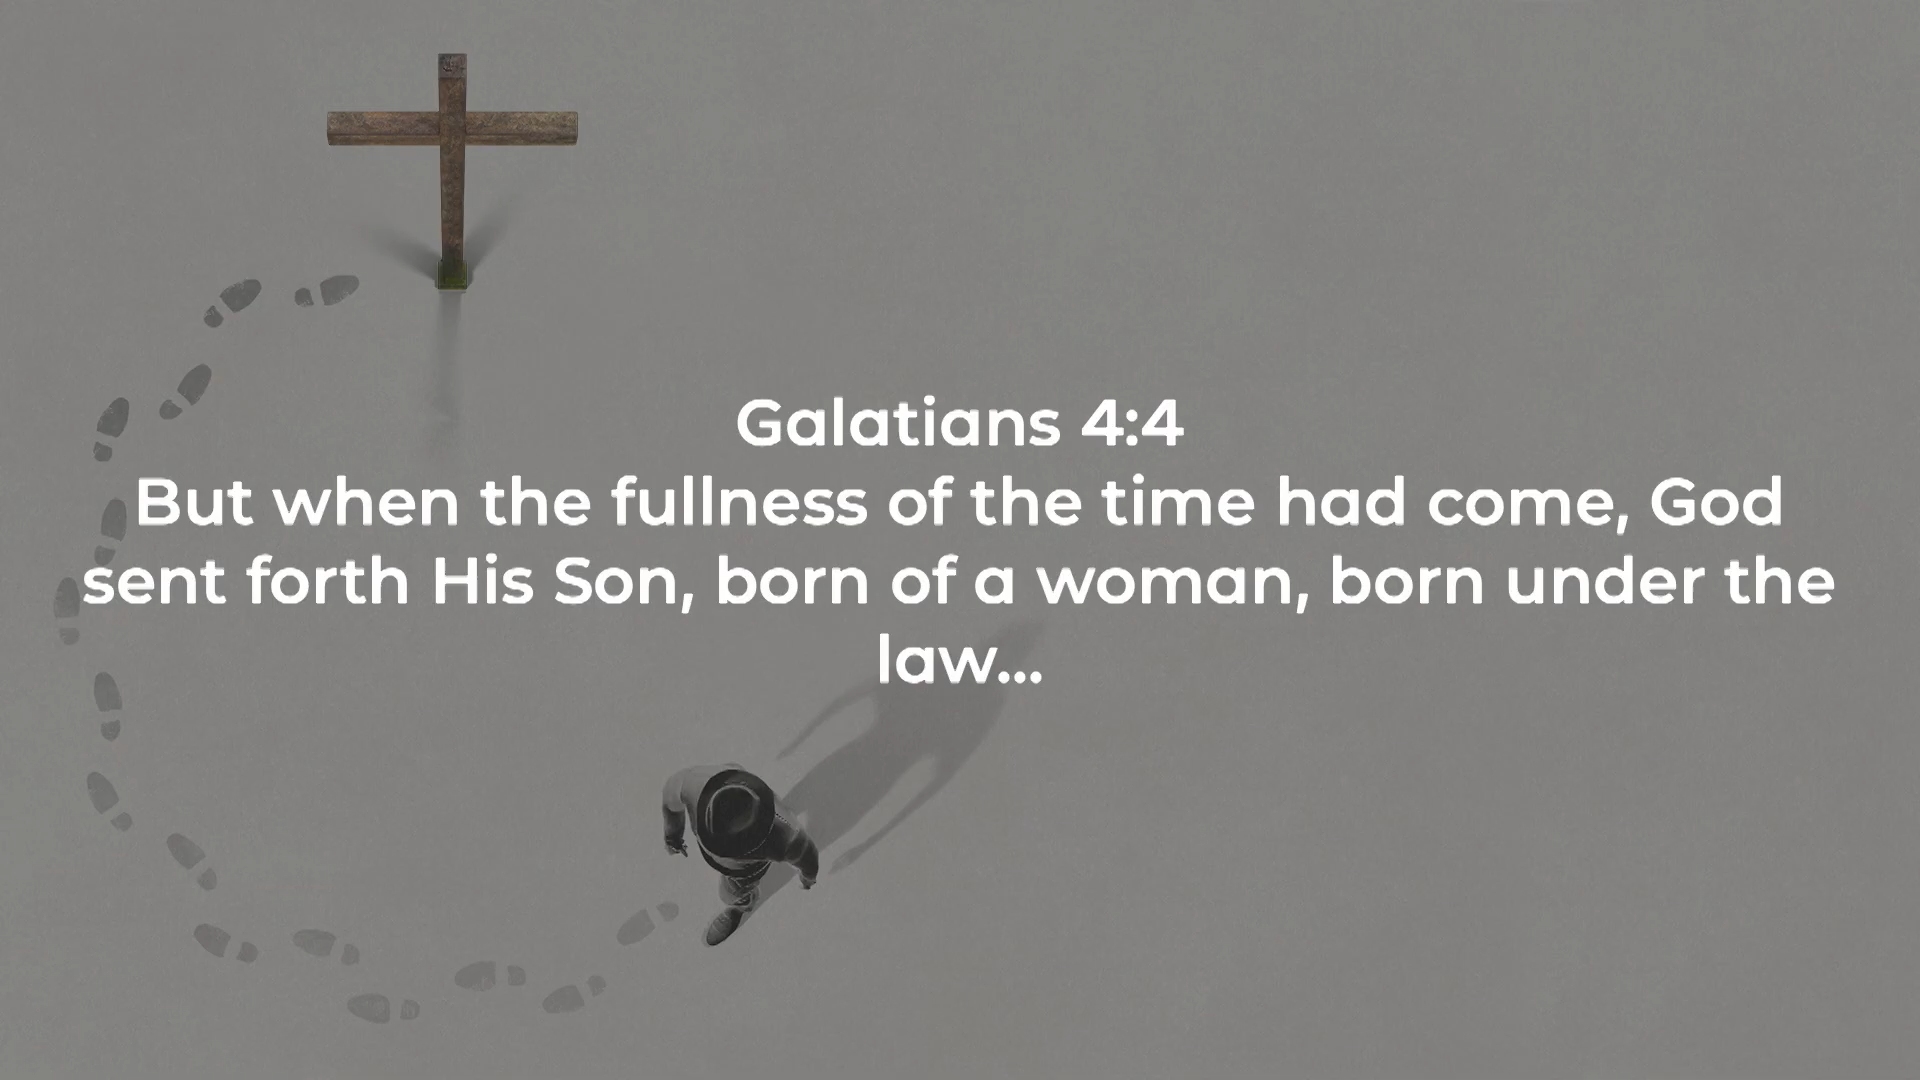 Galatians 4:4
But when the fullness of the time had come, God
sent forth His Son, born of a woman, born under the
law...